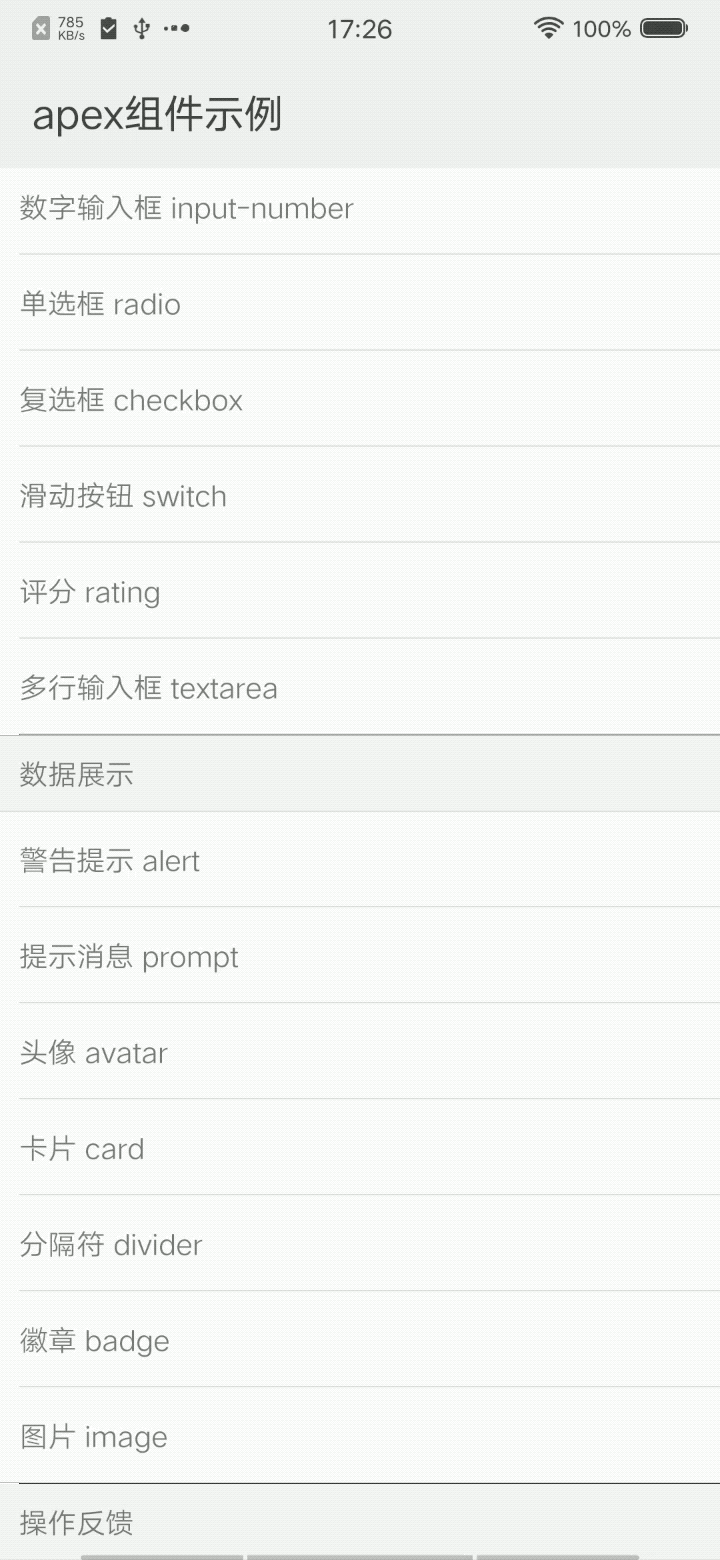 785
KB/s
17:26
100%
apex组件示例
数字输入框 input-number
单选框 radio
复选框 checkbox
滑动按钮 switch
评分 rating
多行输入框 textarea
数据展示
警告提示 alert
提示消息 prompt
头像 avatar
卡片 card
分隔符 divider
徽章 badge
图片 image
操作反馈